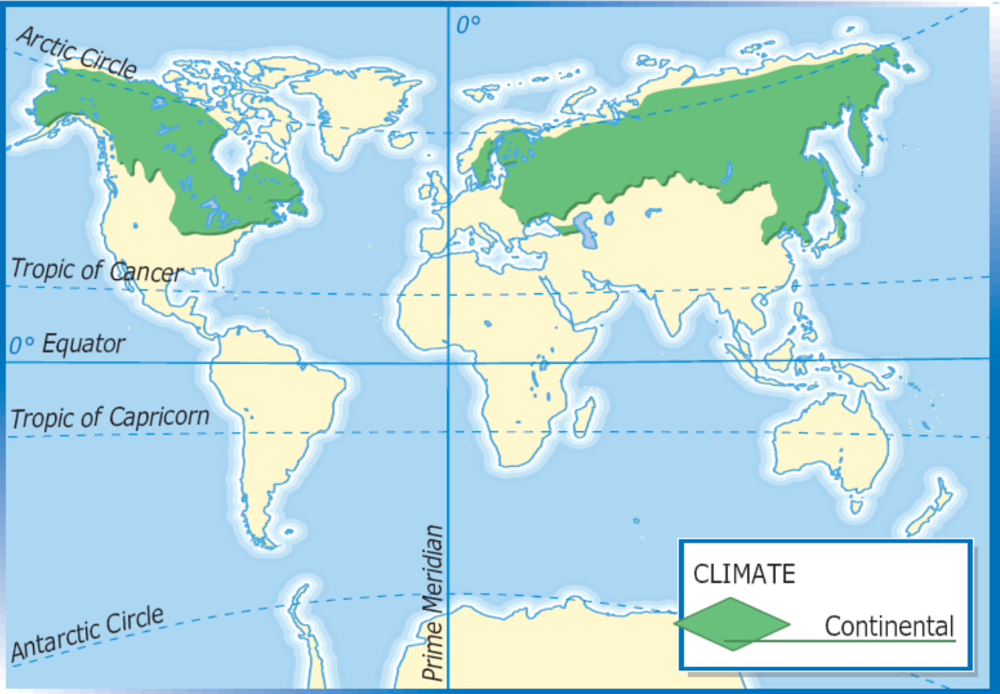 0°
Arctic Circle
Tropic of Cancer
0° Equator
Tropic of Capricorn
Prime Meridian
Antarctic Circle
CLIMATE
Continental